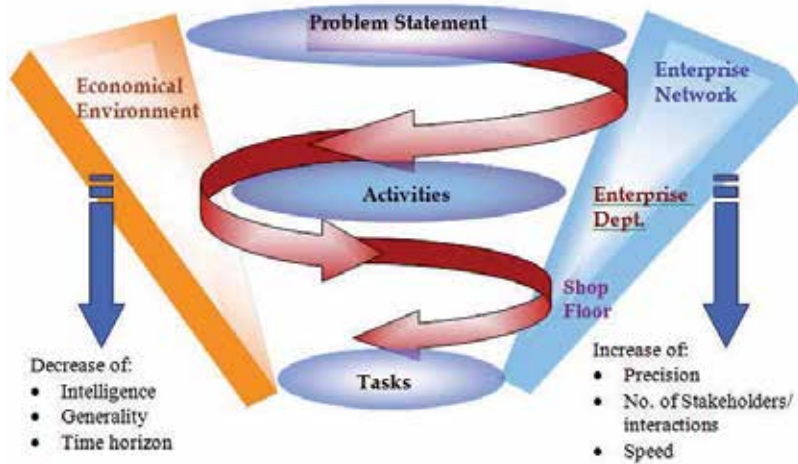 Problem Statement
Economical
Environment
Enterprise
Network
Activities
Enterprise
Dept.
Shop
Floor
Tasks
Decrease of:
• Intelligence
• Generality
• Time horizon
Increase of:
• Precision
• No. of Stakeholders/
interactions
• Speed